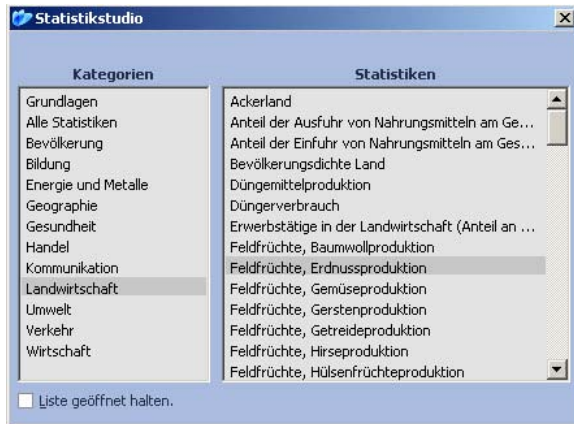 Statistikstudio
Kategorien
Grundlagen
Alle Statistiken
Bevölkerung
Bildung
Energie und Metalle
Geographie
Gesundheit
Handel
Kommunikation
Landwirtschaft
Umwelt
Verkehr
Wirtschaft
Statistiken
Ackerland
Anteil der Ausfuhr von Nahrungsmitteln am Ge...
Anteil der Einfuhr von Nahrungsmitteln am Ges...
Bevölkerungsdichte Land
Düngemittelproduktion
Düngerverbrauch
Erwerbstätige in der Landwirtschaft (Anteil an ...
Feldfrüchte, Baumwollproduktion
Feldfrüchte, Erdnussproduktion
Feldfrüchte, Gemüseproduktion
Feldfrüchte, Gerstenproduktion
Feldfrüchte, Getreideproduktion
Feldfrüchte, Hirseproduktion
Feldfrüchte, Hülsenfrüchteproduktion
Liste geöffnet halten.